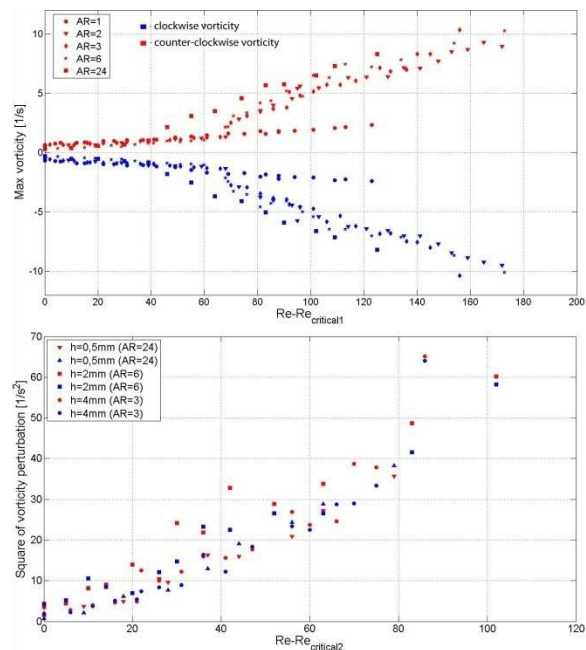 AR=1
AR=2
AR=3
AR=6
AR=24
- clockwise vorticity
- counter-clockwise vorticity
Max vorticity [1/s]
10
5
0
-5
-10
0 20 40 60 80 100 120 140 160 180 200
Re-Recritical1
h=0,5mm (AR=24)
h=0,5mm (AR=24)
h=2mm (AR=6)
h=2mm (AR=6)
h=4mm (AR=3)
h=4mm (AR=3)
Square of vorticity perturbation [1/s²]
70
60
50
40
30
20
10
0
0 20 40 60 80 100 120
Re-Recritical2